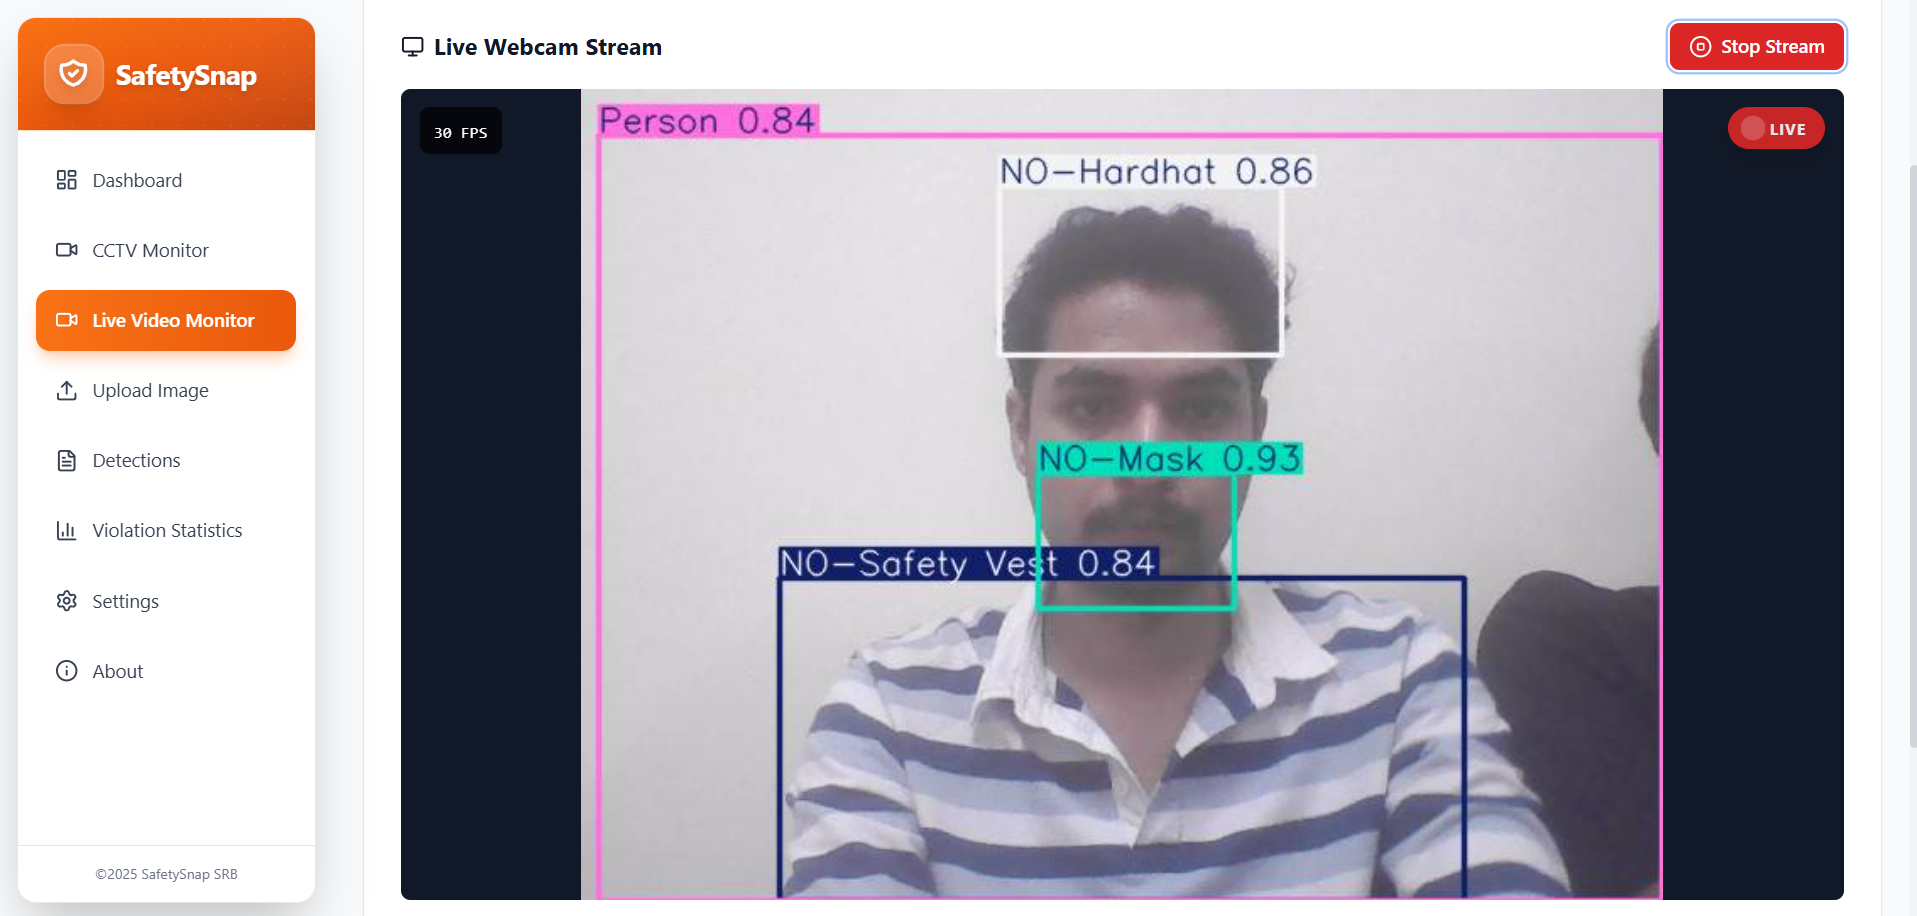 SafetySnap
Dashboard
CCTV Monitor
Live Video Monitor
Upload Image
Detections
Violation Statistics
Settings
About
©2025 SafetySnap SRB
Live Webcam Stream
Stop Stream
30 FPS
LIVE
Person 0.84
NO-Hardhat 0.86
NO-Mask 0.93
NO-Safety Vest 0.84